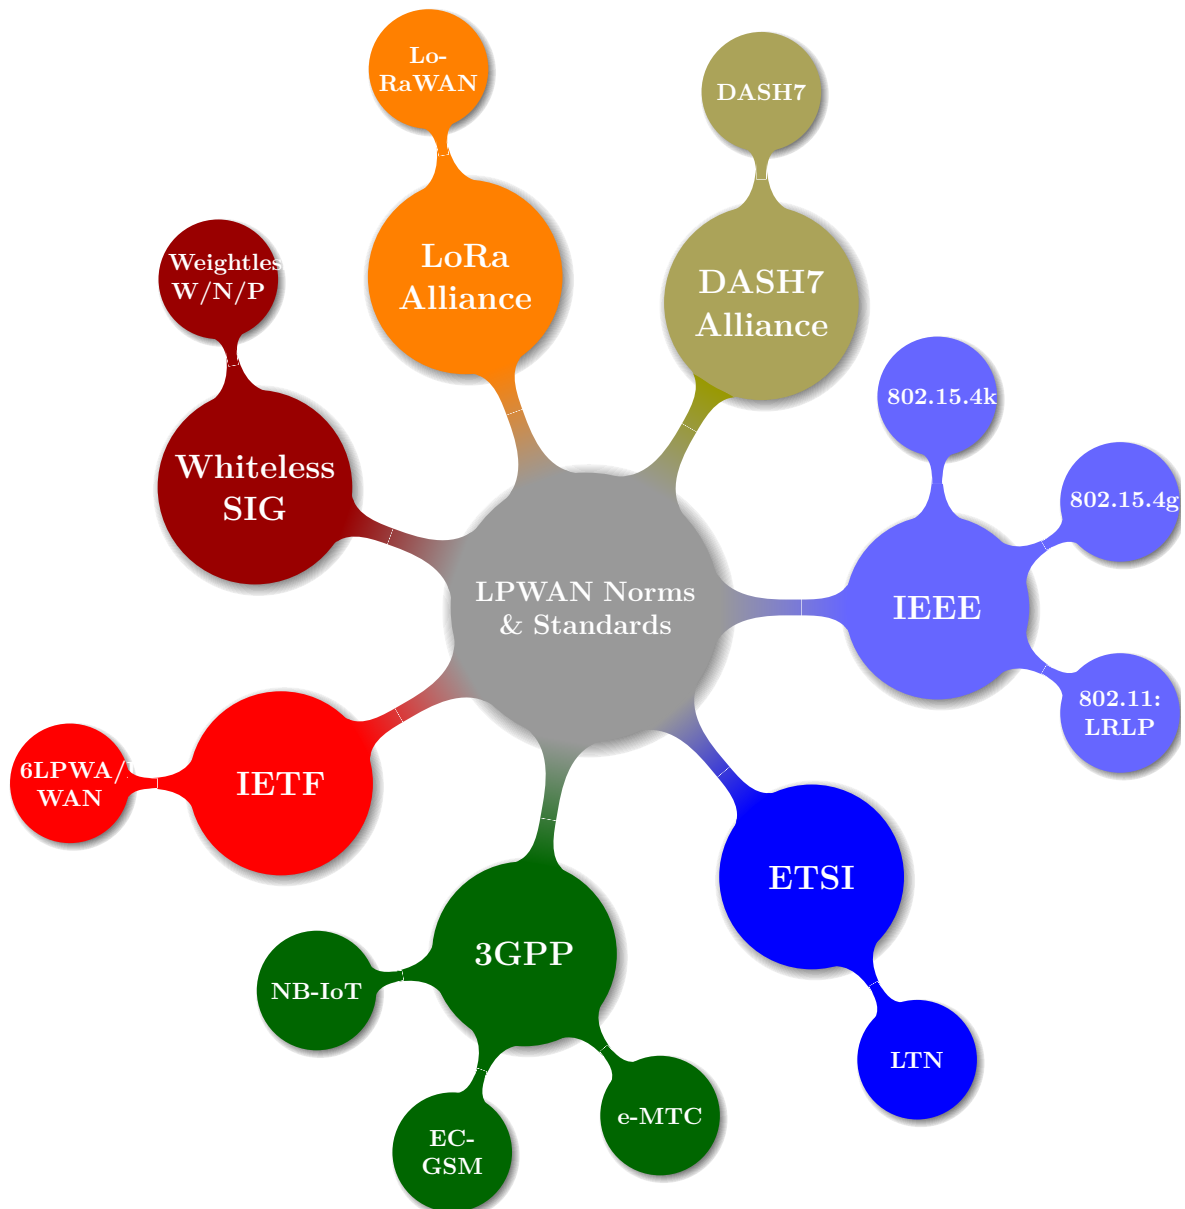 Lo-
RaWAN
DASH7
LoRa
Alliance
DASH7
Alliance
Weightles
W/N/P
802.15.4k
Whiteless
SIG
802.15.4g
LPWAN Norms
& Standards
IEEE
802.11:
LRLP
6LPWA/
WAN
IETF
ETSI
3GPP
NB-IoT
LTN
e-MTC
EC-
GSM